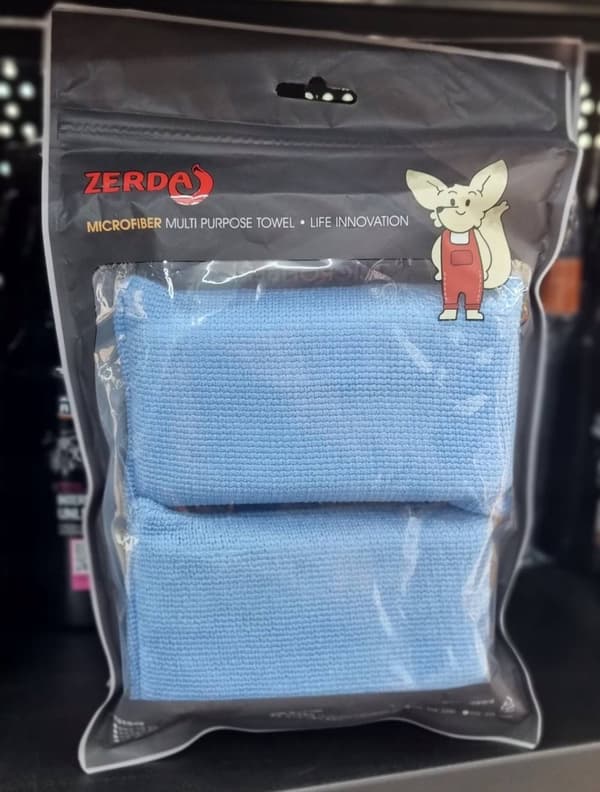 ZERDA
MICROFIBER MULTI PURPOSE TOWEL • LIFE INNOVATION